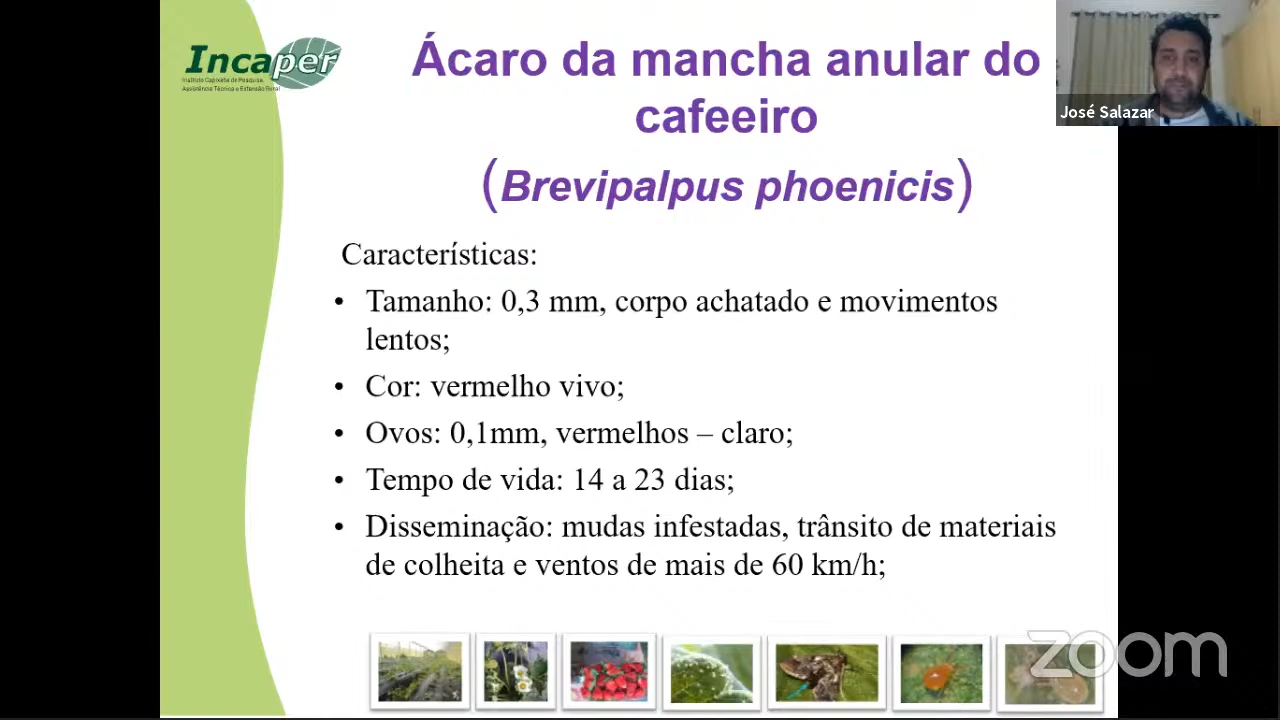 Incaper
Instituto Capixaba de Pesquisa,
Assistência Técnica e Extensão Rural
Ácaro da mancha anular do
cafeeiro
(Brevipalpus phoenicis)
José Salazar
Características:
• Tamanho: 0,3 mm, corpo achatado e movimentos
lentos;
• Cor: vermelho vivo;
• Ovos: 0,1mm, vermelhos – claro;
• Tempo de vida: 14 a 23 dias;
• Disseminação: mudas infestadas, trânsito de materiais
de colheita e ventos de mais de 60 km/h;
zoom